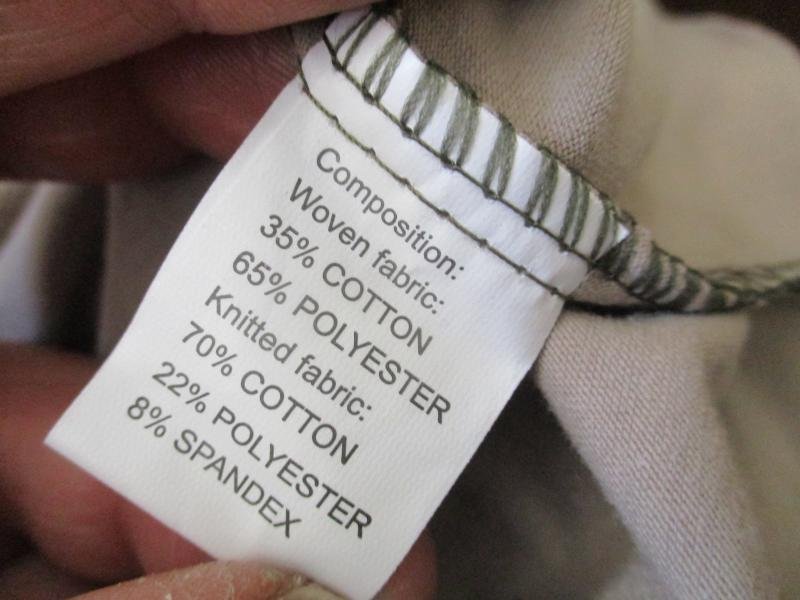 Composition:
Woven fabric:
35% COTTON
65% POLYESTER
Knitted fabric:
70% COTTON
22% POLYESTER
8% SPANDEX